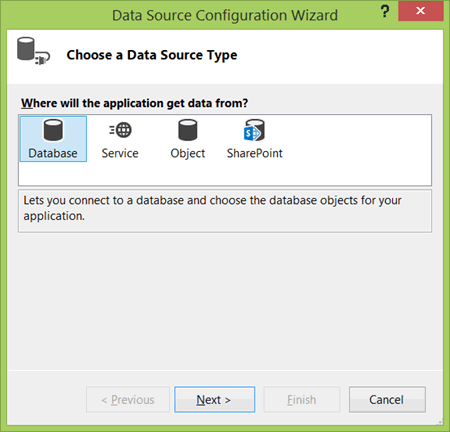 Data Source Configuration Wizard
?
Choose a Data Source Type
Where will the application get data from?
Database Service Object SharePoint
Lets you connect to a database and choose the database objects for your
application.
< Previous Next > Finish Cancel